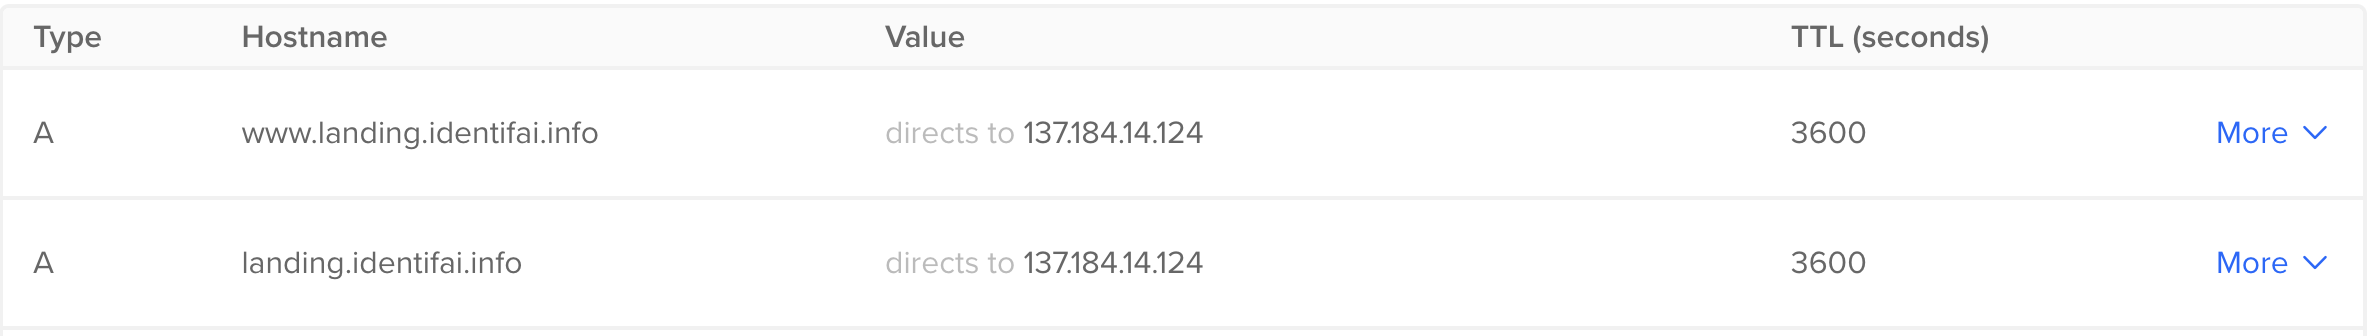 Type Hostname Value TTL (seconds)
A www.landing.identifai.info directs to 137.184.14.124 3600 More
A landing.identifai.info directs to 137.184.14.124 3600 More